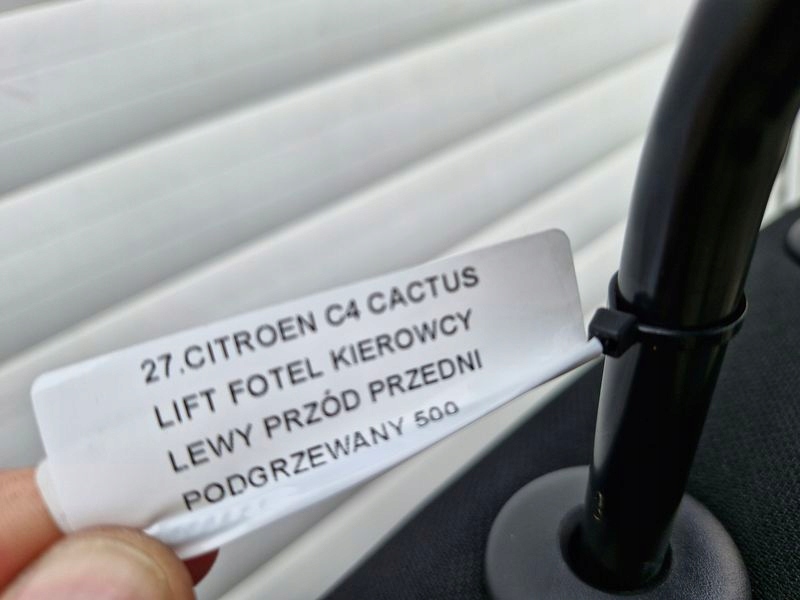 27.CITROEN C4 CACTUS
LIFT FOTEL KIEROWCY
LEWY PRZÓD PRZEDNI
PODGRZEWANY 500